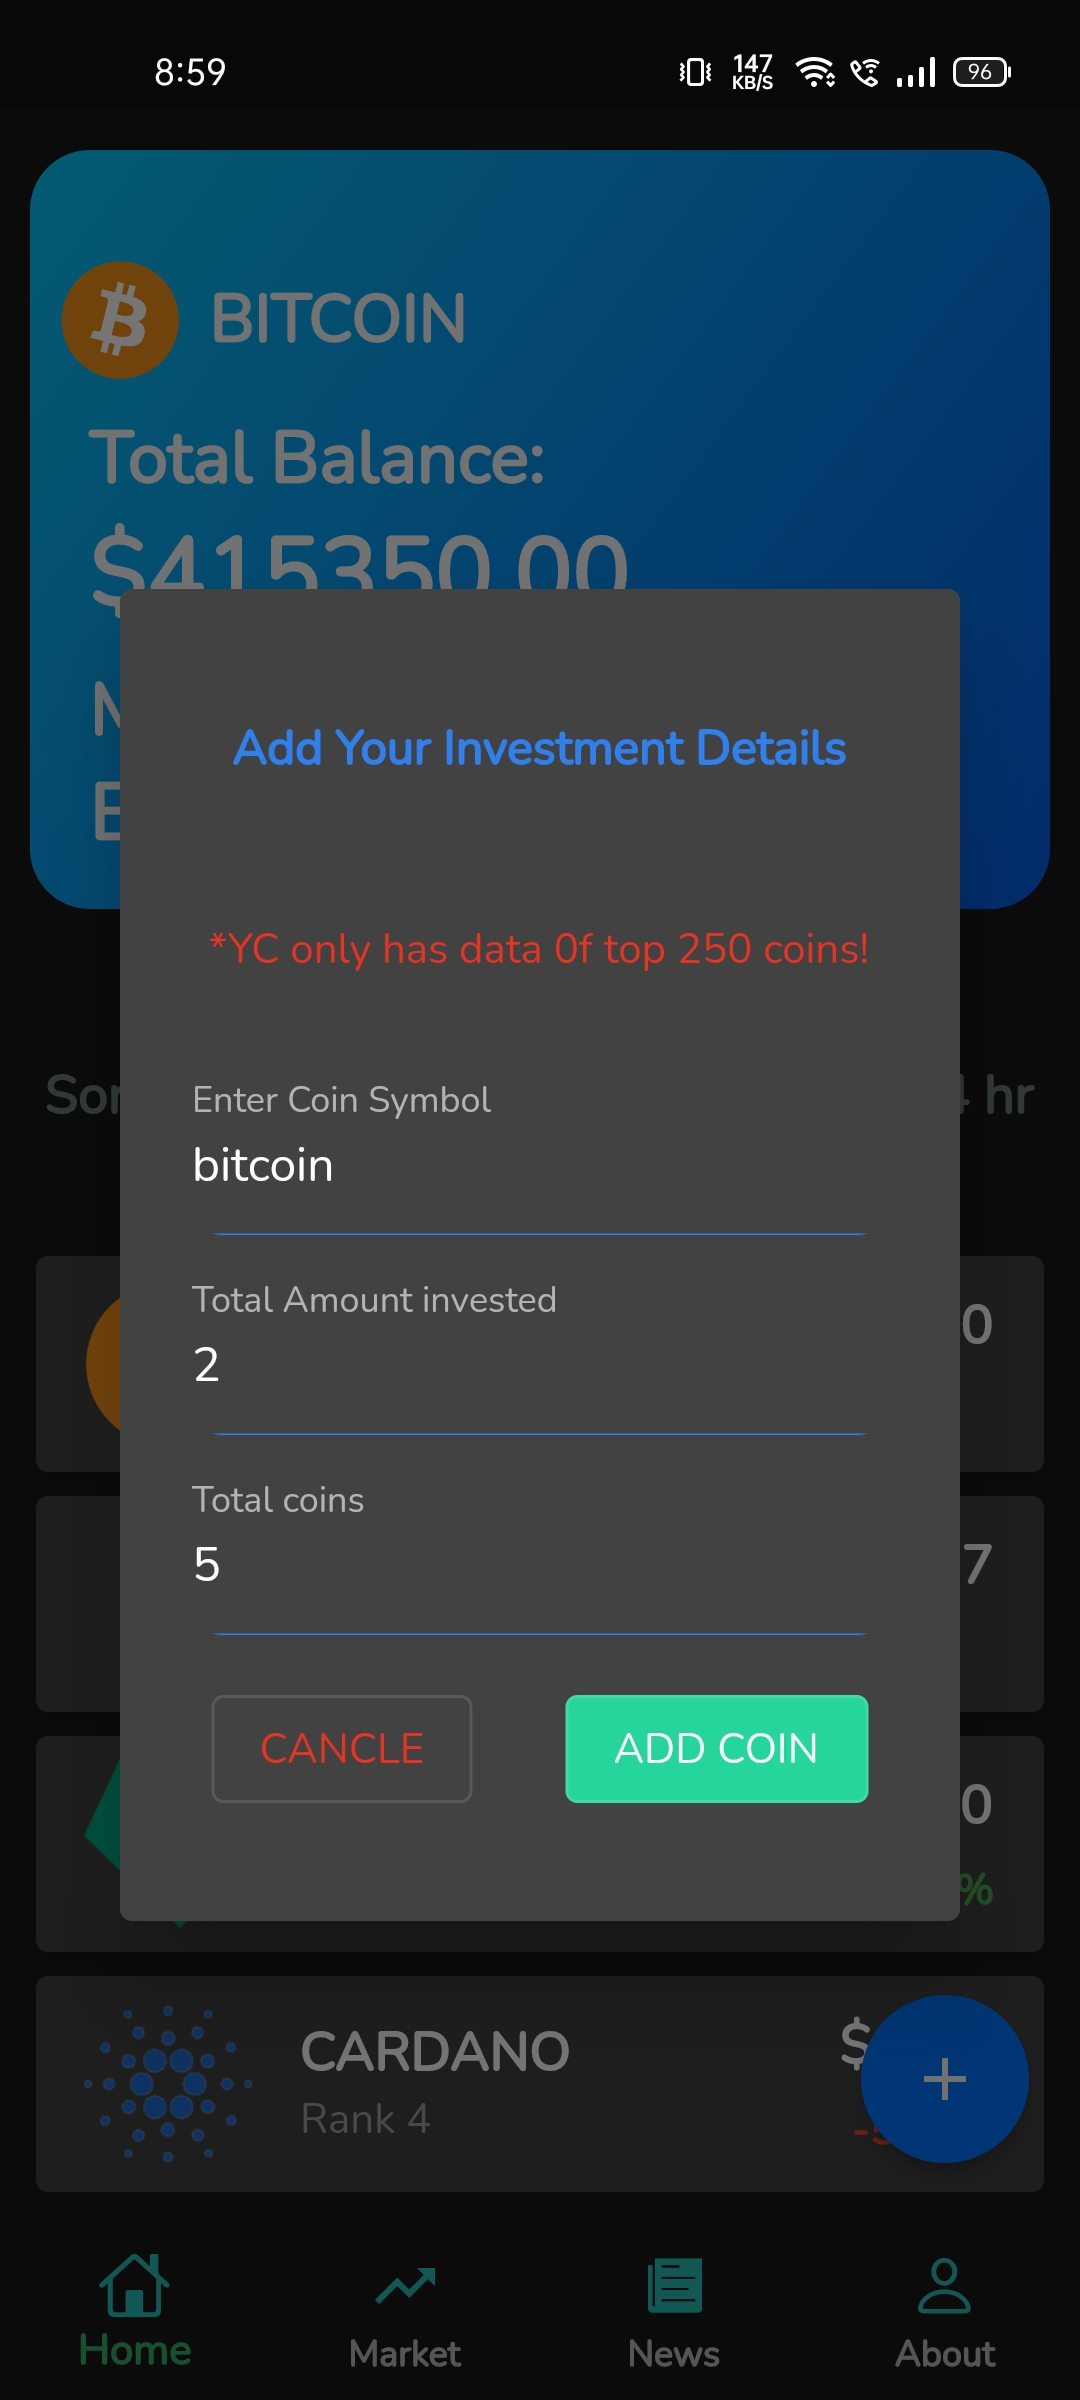 8:59
147
KB/S
96
BITCOIN
Total Balance:
$415350.00
Add Your Investment Details
*YC only has data 0f top 250 coins!
hr
Enter Coin Symbol
bitcoin
Total Amount invested
2
0
Total coins
5
7
CANCLE
ADD COIN
0
%
CARDANO
$
Rank 4
Home
Market
News
About